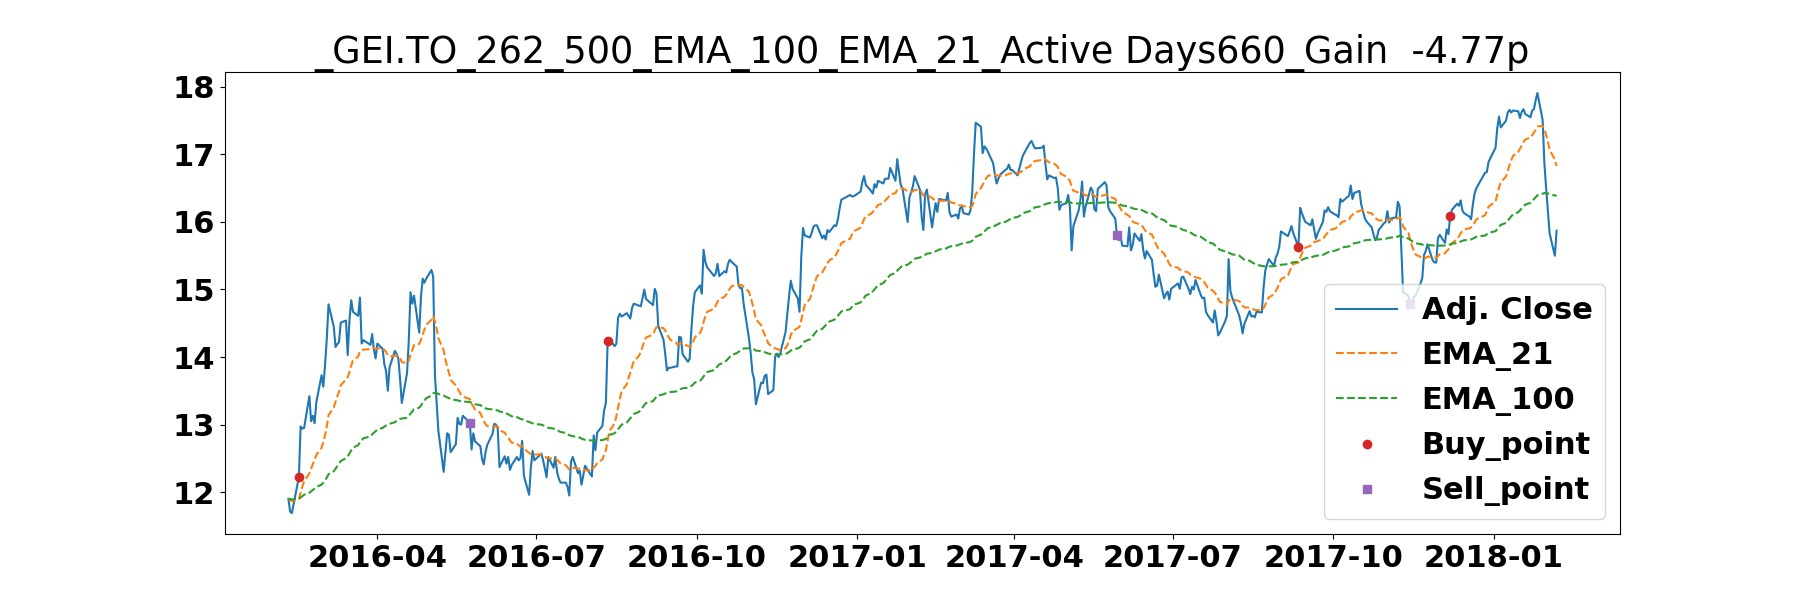 _GEI.TO_262_500_EMA_100_EMA_21_Active Days660_Gain  -4.77p
18
17
16
15
14
13
12
Adj. Close
EMA_21
EMA_100
Buy_point
Sell_point
2016-04 2016-07 2016-10 2017-01 2017-04 2017-07 2017-10 2018-01